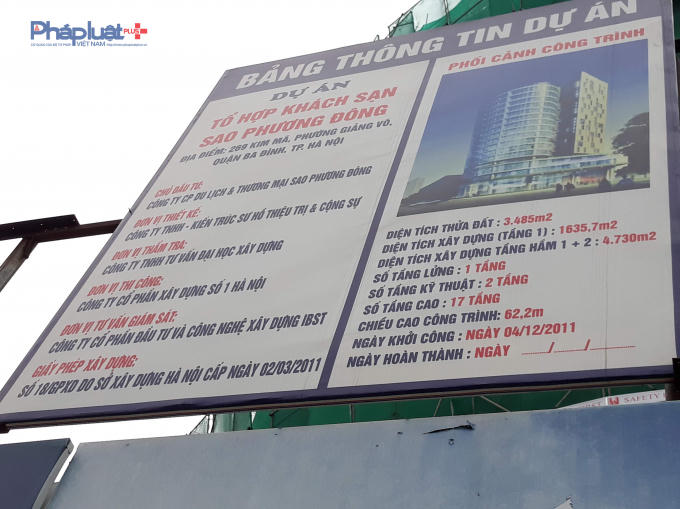 Phápluật PLUS+
CƠ QUAN CỦA BỘ TƯ PHÁP VIỆT NAM
BẢNG THÔNG TIN DỰ ÁN
DỰ ÁN
TỔ HỢP KHÁCH SẠN
SAO PHƯƠNG ĐÔNG
ĐỊA ĐIỂM: 269 KIM MÃ, PHƯỜNG GIẢNG VÕ,
QUẬN BA ĐÌNH, TP. HÀ NỘI
CHỦ ĐẦU TƯ:
CÔNG TY CP DU LỊCH & THƯƠNG MẠI SAO PHƯƠNG ĐÔNG
ĐƠN VỊ THIẾT KẾ:
CÔNG TY TNHH - KIẾN TRÚC SƯ HỒ THIỆU TRỊ & CỘNG SỰ
ĐƠN VỊ THẨM TRA:
CÔNG TY TNHH TƯ VẤN ĐẠI HỌC XÂY DỰNG
ĐƠN VỊ THI CÔNG:
CÔNG TY CỔ PHẦN XÂY DỰNG SỐ 1 HÀ NỘI
ĐƠN VỊ TƯ VẤN GIÁM SÁT:
CÔNG TY CỔ PHẦN ĐẦU TƯ VÀ CÔNG NGHỆ XÂY DỰNG IBST
GIẤY PHÉP XÂY DỰNG:
SỐ 18/GPXD DO SỞ XÂY DỰNG HÀ NỘI CẤP NGÀY 02/03/2011
PHỐI CẢNH CÔNG TRÌNH
DIỆN TÍCH THỬA ĐẤT : 3.485m2
DIỆN TÍCH XÂY DỰNG (TẦNG 1) : 1635,7m2
DIỆN TÍCH XÂY DỰNG TẦNG HẦM 1 + 2 : 4.730m2
SỐ TẦNG LỬNG : 1 TẦNG
SỐ TẦNG KỸ THUẬT : 2 TẦNG
SỐ TẦNG CAO : 17 TẦNG
CHIỀU CAO CÔNG TRÌNH: 62,2m
NGÀY KHỞI CÔNG : NGÀY 04/12/2011
NGÀY HOÀN THÀNH : NGÀY ....../....../......
SAFETY